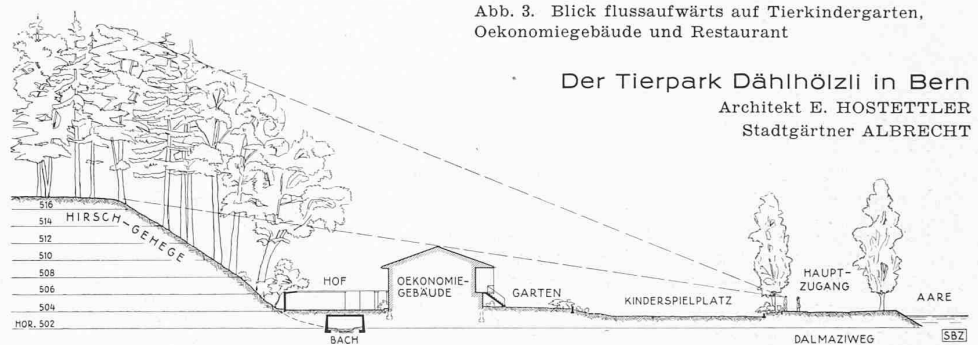 Abb. 3. Blick flussaufwärts auf Tierkindergarten,
Oekonomiegebäude und Restaurant
Der Tierpark Dählhölzli in Bern
Architekt E. HOSTETTLER
Stadtgärtner ALBRECHT
516
HIRSCH-GEHEGE
514
512
510
508
506
504
HOR. 502
HOF
BACH
OEKONOMIE-
GEBÄUDE
GARTEN
KINDERSPIELPLATZ
HAUPT-
ZUGANG
AARE
DALMAZIWEG
SBZ